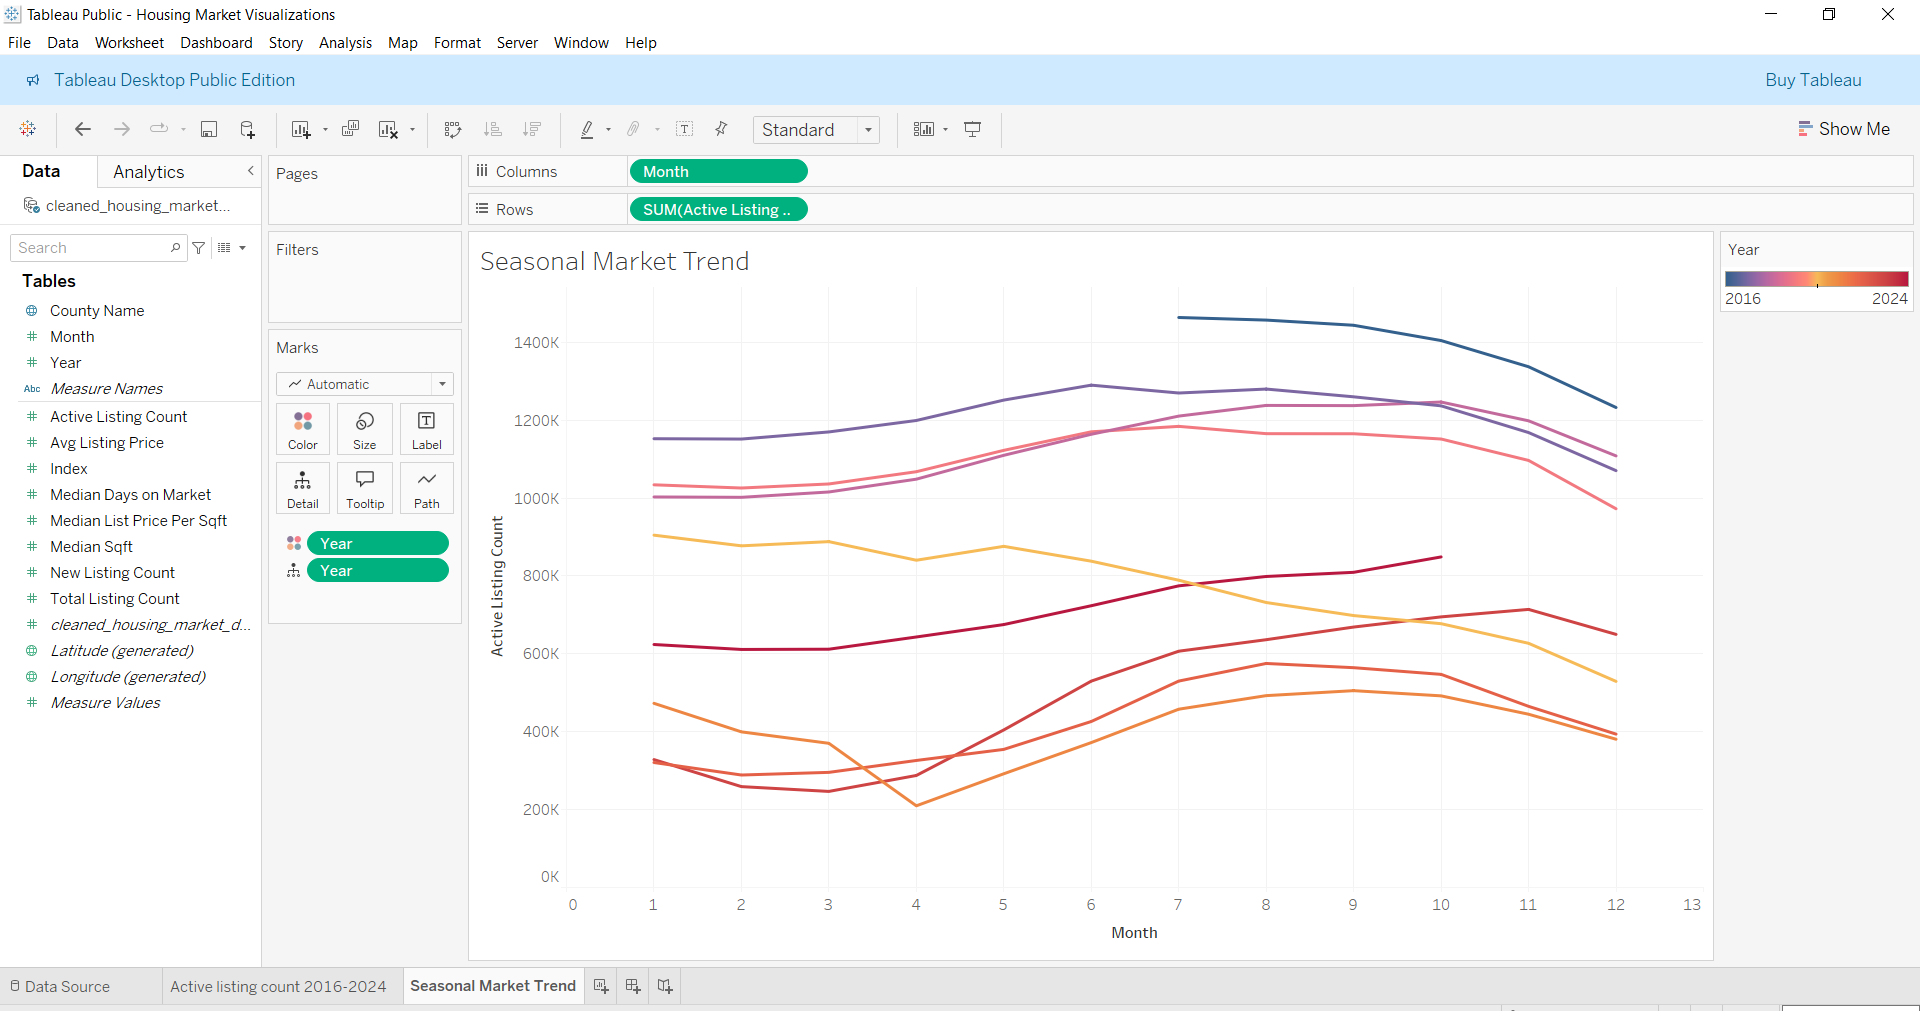 Tableau Public - Housing Market Visualizations
File Data Worksheet Dashboard Story Analysis Map Format Server Window Help
Tableau Desktop Public Edition
Buy Tableau
Standard
Show Me
Data
Analytics
cleaned_housing_market...
Search
Tables
County Name
Month
Year
Abc Measure Names
Active Listing Count
Avg Listing Price
Index
Median Days on Market
Median List Price Per Sqft
Median Sqft
New Listing Count
Total Listing Count
cleaned_housing_market_d...
Latitude (generated)
Longitude (generated)
Measure Values
Pages
Filters
Marks
Automatic
Color Size Label
Detail Tooltip Path
Year
Year
Columns
Month
Rows
SUM(Active Listing ..
Seasonal Market Trend
1400K
1200K
1000K
800K
600K
400K
200K
0K
Active Listing Count
0 1 2 3 4 5 6 7 8 9 10 11 12 13
Month
Year
2016 2024
Data Source
Active listing count 2016-2024
Seasonal Market Trend